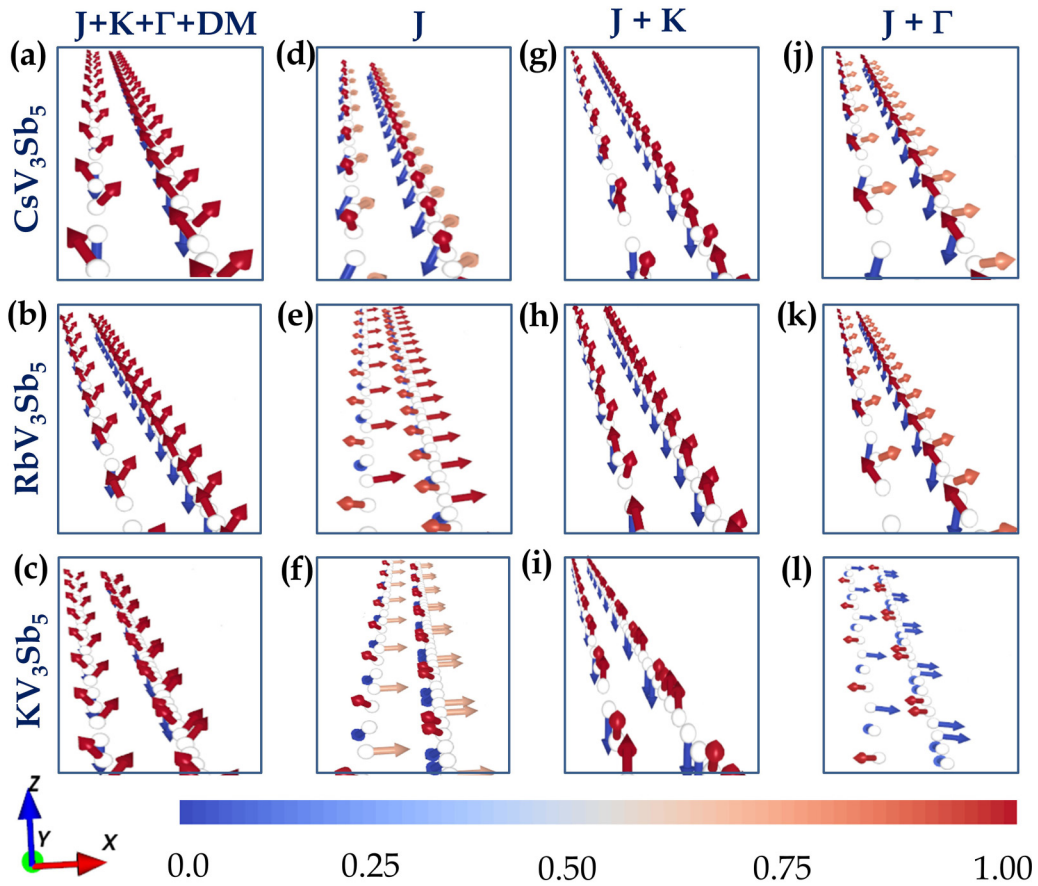 J+K+Γ+DM J J + K J + Γ
(a) (d) (g) (j)
CsV₃Sb₅
(b) (e) (h) (k)
RbV₃Sb₅
(c) (f) (i) (l)
KV₃Sb₅
Z
Y X
0.0 0.25 0.50 0.75 1.00